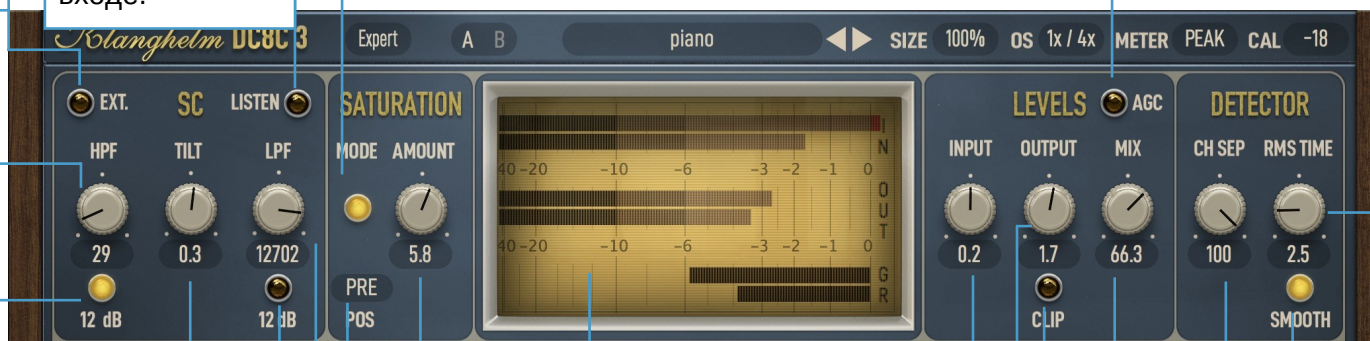 входе.
Klanghelm DC8C 3 Expert A B piano SIZE 100% OS 1x / 4x METER PEAK CAL -18
EXT. SC LISTEN SATURATION LEVELS AGC DETECTOR
HPF TILT LPF MODE AMOUNT INPUT OUTPUT MIX CH SEP RMS TIME
IN
40 -20 -10 -6 -3 -2 -1 0
OUT
40 -20 -10 -6 -3 -2 -1 0
29 0.3 12702 5.8 0.2 1.7 66.3 100 2.5
GR
PRE
12 dB 12 dB POS CLIP SMOOTH